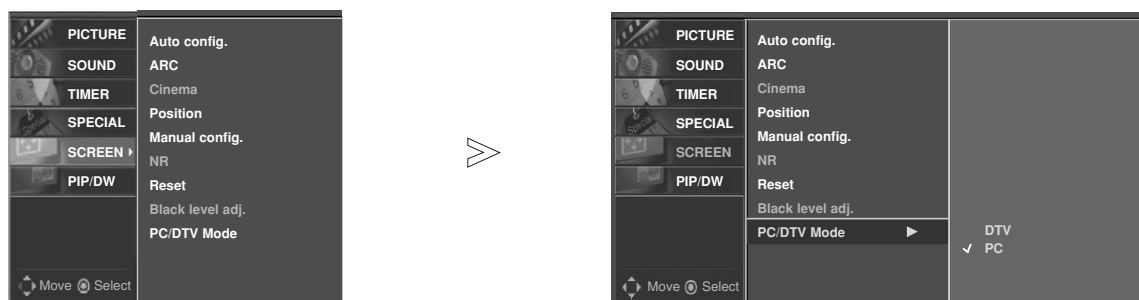 PICTURE
SOUND
TIMER
SPECIAL
SCREEN
PIP/DW
Move Select
Auto config.
ARC
Cinema
Position
Manual config.
NR
Reset
Black level adj.
PC/DTV Mode
PICTURE
SOUND
TIMER
SPECIAL
SCREEN
PIP/DW
Move Select
Auto config.
ARC
Cinema
Position
Manual config.
NR
Reset
Black level adj.
PC/DTV Mode
DTV
PC